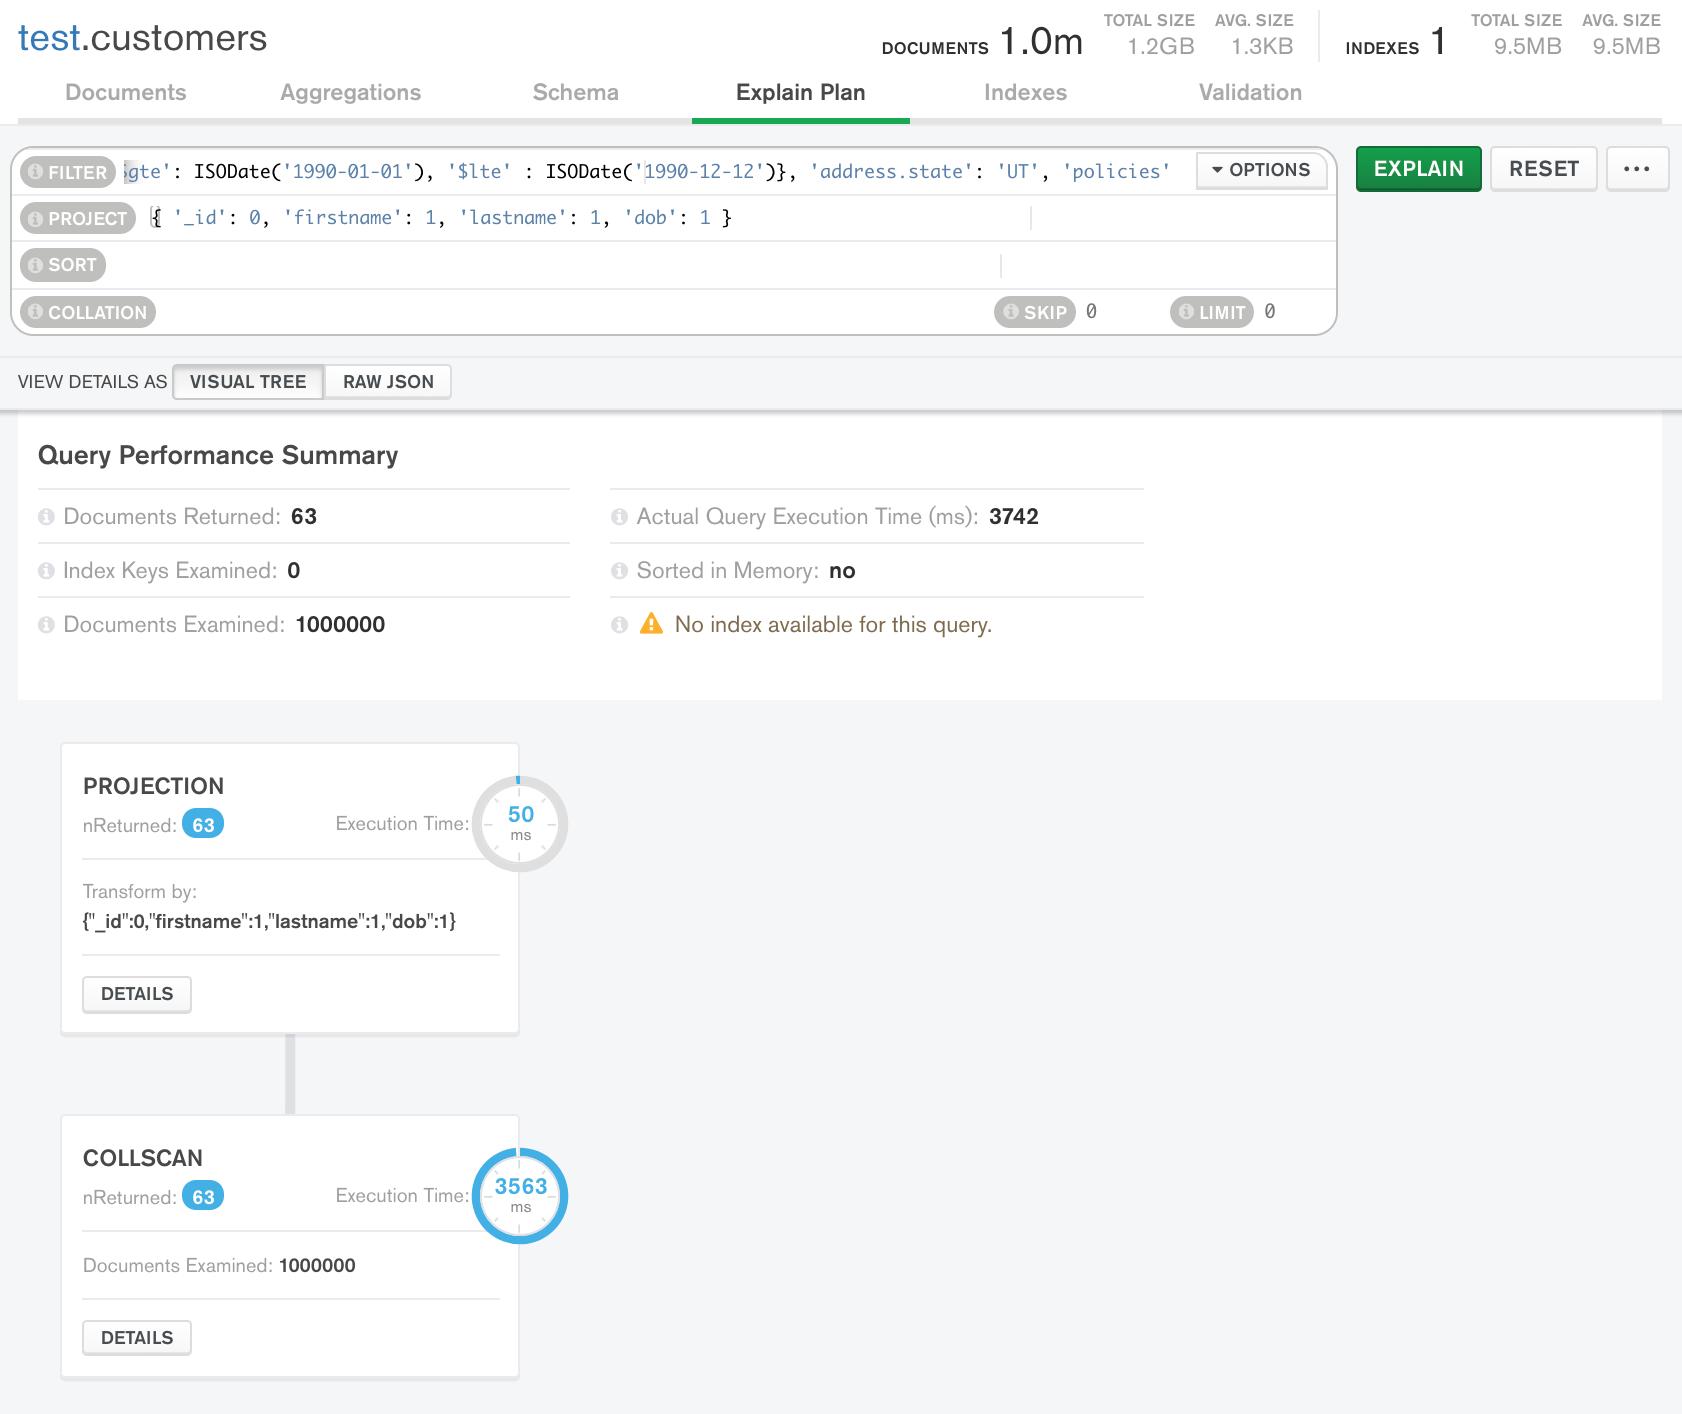 test.customers
DOCUMENTS 1.0m TOTAL SIZE 1.2GB AVG. SIZE 1.3KB INDEXES 1 TOTAL SIZE 9.5MB AVG. SIZE 9.5MB
Documents Aggregations Schema Explain Plan Indexes Validation
FILTER $gte': ISODate('1990-01-01'), '$lte' : ISODate('1990-12-12')}, 'address.state': 'UT', 'policies' OPTIONS EXPLAIN RESET ...
PROJECT { '_id': 0, 'firstname': 1, 'lastname': 1, 'dob': 1 }
SORT
COLLATION SKIP 0 LIMIT 0
VIEW DETAILS AS VISUAL TREE RAW JSON
Query Performance Summary
Documents Returned: 63 Actual Query Execution Time (ms): 3742
Index Keys Examined: 0 Sorted in Memory: no
Documents Examined: 1000000 No index available for this query.
PROJECTION
nReturned: 63 Execution Time: 50 ms
Transform by:
{"_id":0,"firstname":1,"lastname":1,"dob":1}
DETAILS
COLLSCAN
nReturned: 63 Execution Time: 3563 ms
Documents Examined: 1000000
DETAILS